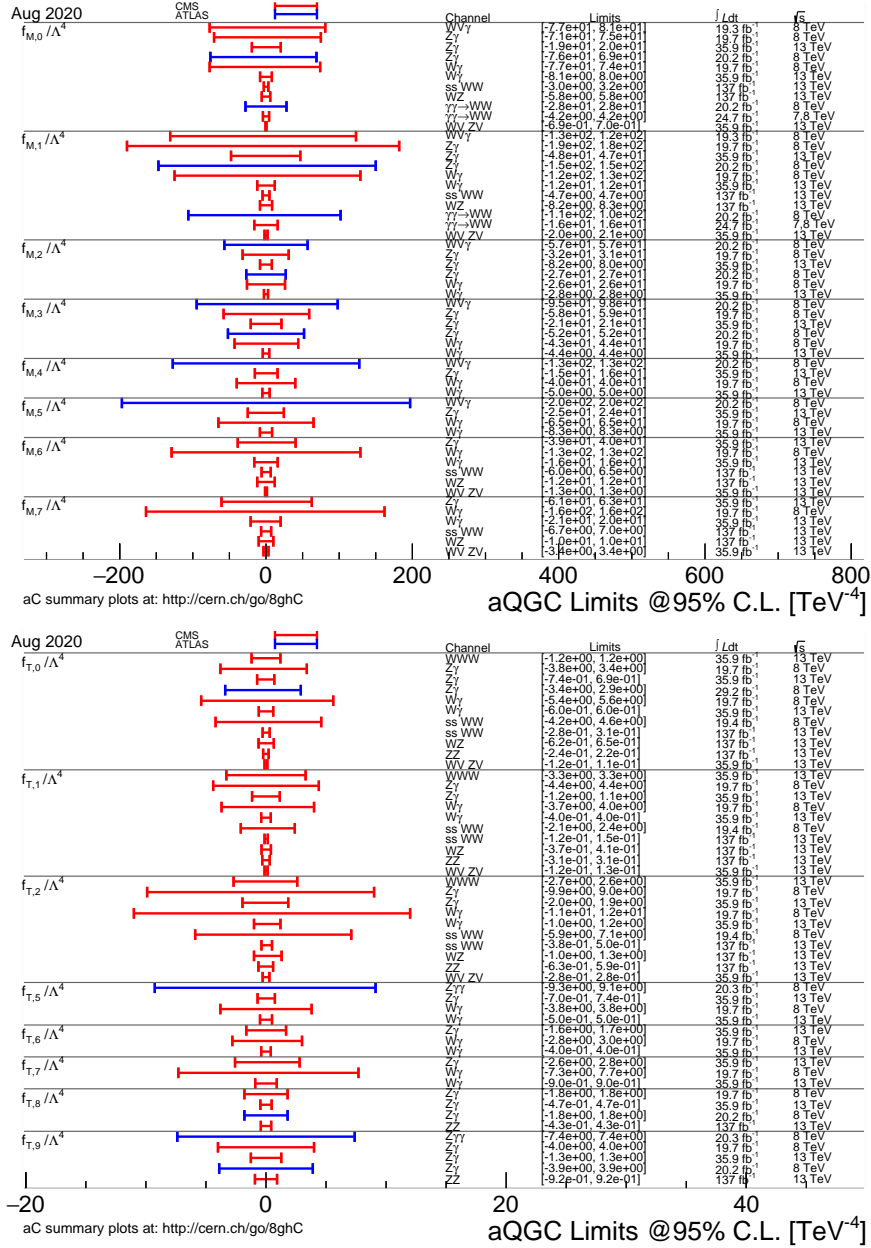 Aug 2020 CMS
ATLAS
Channel Limits ∫ Ldt √s
f_M,0 /Λ^4
WVγ [-7.7e+01, 8.1e+01] 19.3 fb^-1 8 TeV
Zγ [-7.1e+01, 7.5e+01] 19.7 fb^-1 8 TeV
Zγ [-1.9e+01, 2.0e+01] 35.9 fb^-1 13 TeV
Zγ [-7.6e+01, 6.9e+01] 20.2 fb^-1 8 TeV
Wγ [-7.7e+01, 7.4e+01] 19.7 fb^-1 8 TeV
Wγ [-8.1e+00, 8.0e+00] 35.9 fb^-1 13 TeV
ss WW [-3.0e+00, 3.2e+00] 137 fb^-1 13 TeV
WZ [-5.8e+00, 5.8e+00] 137 fb^-1 13 TeV
γγ→WW [-2.8e+01, 2.8e+01] 20.2 fb^-1 8 TeV
γγ→WW [-4.2e+00, 4.2e+00] 24.7 fb^-1 7,8 TeV
WV ZV [-6.9e-01, 7.0e-01] 35.9 fb^-1 13 TeV
f_M,1 /Λ^4
WVγ [-1.3e+02, 1.2e+02] 19.3 fb^-1 8 TeV
Zγ [-1.9e+02, 1.8e+02] 19.7 fb^-1 8 TeV
Zγ [-4.8e+01, 4.7e+01] 35.9 fb^-1 13 TeV
Zγ [-1.5e+02, 1.5e+02] 20.2 fb^-1 8 TeV
Wγ [-1.2e+02, 1.3e+02] 19.7 fb^-1 8 TeV
Wγ [-1.2e+01, 1.2e+01] 35.9 fb^-1 13 TeV
ss WW [-4.7e+00, 4.7e+00] 137 fb^-1 13 TeV
WZ [-8.2e+00, 8.3e+00] 137 fb^-1 13 TeV
γγ→WW [-1.1e+02, 1.0e+02] 20.2 fb^-1 8 TeV
γγ→WW [-1.6e+01, 1.6e+01] 24.7 fb^-1 7,8 TeV
WV ZV [-2.0e+00, 2.1e+00] 35.9 fb^-1 13 TeV
f_M,2 /Λ^4
WVγ [-5.7e+01, 5.7e+01] 20.2 fb^-1 8 TeV
Zγ [-3.2e+01, 3.1e+01] 19.7 fb^-1 8 TeV
Zγ [-8.2e+00, 8.0e+00] 35.9 fb^-1 13 TeV
Zγ [-2.7e+01, 2.7e+01] 20.2 fb^-1 8 TeV
Wγ [-2.6e+01, 2.6e+01] 19.7 fb^-1 8 TeV
Wγ [-2.8e+00, 2.8e+00] 35.9 fb^-1 13 TeV
f_M,3 /Λ^4
WVγ [-9.5e+01, 9.8e+01] 20.2 fb^-1 8 TeV
Zγ [-5.8e+01, 5.9e+01] 19.7 fb^-1 8 TeV
Zγ [-2.1e+01, 2.1e+01] 35.9 fb^-1 13 TeV
Zγ [-5.2e+01, 5.2e+01] 20.2 fb^-1 8 TeV
Wγ [-4.3e+01, 4.4e+01] 19.7 fb^-1 8 TeV
Wγ [-4.4e+00, 4.4e+00] 35.9 fb^-1 13 TeV
f_M,4 /Λ^4
WVγ [-1.3e+02, 1.3e+02] 20.2 fb^-1 8 TeV
Zγ [-1.5e+01, 1.6e+01] 35.9 fb^-1 13 TeV
Wγ [-4.0e+01, 4.0e+01] 19.7 fb^-1 8 TeV
Wγ [-5.0e+00, 5.0e+00] 35.9 fb^-1 13 TeV
f_M,5 /Λ^4
WVγ [-2.0e+02, 2.0e+02] 20.2 fb^-1 8 TeV
Zγ [-2.5e+01, 2.4e+01] 35.9 fb^-1 13 TeV
Wγ [-6.5e+01, 6.5e+01] 19.7 fb^-1 8 TeV
Wγ [-8.3e+00, 8.3e+00] 35.9 fb^-1 13 TeV
f_M,6 /Λ^4
Zγ [-3.9e+01, 4.0e+01] 35.9 fb^-1 13 TeV
Wγ [-1.3e+02, 1.3e+02] 19.7 fb^-1 8 TeV
Wγ [-1.6e+01, 1.6e+01] 35.9 fb^-1 13 TeV
ss WW [-6.0e+00, 6.5e+00] 137 fb^-1 13 TeV
WZ [-1.2e+01, 1.2e+01] 137 fb^-1 13 TeV
WV ZV [-1.3e+00, 1.3e+00] 35.9 fb^-1 13 TeV
f_M,7 /Λ^4
Zγ [-6.1e+01, 6.3e+01] 35.9 fb^-1 13 TeV
Wγ [-1.6e+02, 1.6e+02] 19.7 fb^-1 8 TeV
Wγ [-2.1e+01, 2.0e+01] 35.9 fb^-1 13 TeV
ss WW [-6.7e+00, 7.0e+00] 137 fb^-1 13 TeV
WZ [-1.0e+01, 1.0e+01] 137 fb^-1 13 TeV
WV ZV [-3.4e+00, 3.4e+00] 35.9 fb^-1 13 TeV
−200 0 200 400 600 800
aC summary plots at: http://cern.ch/go/8ghC aQGC Limits @95% C.L. [TeV^-4]
Aug 2020 CMS
ATLAS
Channel Limits ∫ Ldt √s
f_T,0 /Λ^4
WWW [-1.2e+00, 1.2e+00] 35.9 fb^-1 13 TeV
Zγ [-3.8e+00, 3.4e+00] 19.7 fb^-1 8 TeV
Zγ [-7.4e-01, 6.9e-01] 35.9 fb^-1 13 TeV
Zγ [-3.4e+00, 2.9e+00] 29.2 fb^-1 8 TeV
Wγ [-5.4e+00, 5.6e+00] 19.7 fb^-1 8 TeV
Wγ [-6.0e-01, 6.0e-01] 35.9 fb^-1 13 TeV
ss WW [-4.2e+00, 4.6e+00] 19.4 fb^-1 8 TeV
ss WW [-2.8e-01, 3.1e-01] 137 fb^-1 13 TeV
WZ [-6.2e-01, 6.5e-01] 137 fb^-1 13 TeV
ZZ [-2.4e-01, 2.2e-01] 137 fb^-1 13 TeV
WV ZV [-1.2e-01, 1.1e-01] 35.9 fb^-1 13 TeV
f_T,1 /Λ^4
WWW [-3.3e+00, 3.3e+00] 35.9 fb^-1 13 TeV
Zγ [-4.4e+00, 4.4e+00] 19.7 fb^-1 8 TeV
Zγ [-1.2e+00, 1.1e+00] 35.9 fb^-1 13 TeV
Wγ [-3.7e+00, 4.0e+00] 19.7 fb^-1 8 TeV
Wγ [-4.0e-01, 4.0e-01] 35.9 fb^-1 13 TeV
ss WW [-2.1e+00, 2.4e+00] 19.4 fb^-1 8 TeV
ss WW [-1.2e-01, 1.5e-01] 137 fb^-1 13 TeV
WZ [-3.7e-01, 4.1e-01] 137 fb^-1 13 TeV
ZZ [-3.1e-01, 3.1e-01] 137 fb^-1 13 TeV
WV ZV [-1.2e-01, 1.3e-01] 35.9 fb^-1 13 TeV
f_T,2 /Λ^4
WWW [-2.7e+00, 2.6e+00] 35.9 fb^-1 13 TeV
Zγ [-9.9e+00, 9.0e+00] 19.7 fb^-1 8 TeV
Zγ [-2.0e+00, 1.9e+00] 35.9 fb^-1 13 TeV
Wγ [-1.1e+01, 1.2e+01] 19.7 fb^-1 8 TeV
Wγ [-1.0e+00, 1.2e+00] 35.9 fb^-1 13 TeV
ss WW [-5.9e+00, 7.1e+00] 19.4 fb^-1 8 TeV
ss WW [-3.8e-01, 5.0e-01] 137 fb^-1 13 TeV
WZ [-1.0e+00, 1.3e+00] 137 fb^-1 13 TeV
ZZ [-6.3e-01, 5.9e-01] 137 fb^-1 13 TeV
WV ZV [-2.8e-01, 2.8e-01] 35.9 fb^-1 13 TeV
f_T,5 /Λ^4
Zγγ [-9.3e+00, 9.1e+00] 20.3 fb^-1 8 TeV
Zγ [-7.0e-01, 7.4e-01] 35.9 fb^-1 13 TeV
Wγ [-3.8e+00, 3.8e+00] 19.7 fb^-1 8 TeV
Wγ [-5.0e-01, 5.0e-01] 35.9 fb^-1 13 TeV
f_T,6 /Λ^4
Zγ [-1.6e+00, 1.7e+00] 35.9 fb^-1 13 TeV
Wγ [-2.8e+00, 3.0e+00] 19.7 fb^-1 8 TeV
Wγ [-4.0e-01, 4.0e-01] 35.9 fb^-1 13 TeV
f_T,7 /Λ^4
Zγ [-2.6e+00, 2.8e+00] 35.9 fb^-1 13 TeV
Wγ [-7.3e+00, 7.7e+00] 19.7 fb^-1 8 TeV
Wγ [-9.0e-01, 9.0e-01] 35.9 fb^-1 13 TeV
f_T,8 /Λ^4
Zγ [-1.8e+00, 1.8e+00] 19.7 fb^-1 8 TeV
Zγ [-4.7e-01, 4.7e-01] 35.9 fb^-1 13 TeV
Zγ [-1.8e+00, 1.8e+00] 20.2 fb^-1 8 TeV
ZZ [-4.3e-01, 4.3e-01] 137 fb^-1 13 TeV
f_T,9 /Λ^4
Zγγ [-7.4e+00, 7.4e+00] 20.3 fb^-1 8 TeV
Zγ [-4.0e+00, 4.0e+00] 19.7 fb^-1 8 TeV
Zγ [-1.3e+00, 1.3e+00] 35.9 fb^-1 13 TeV
Zγ [-3.9e+00, 3.9e+00] 20.2 fb^-1 8 TeV
ZZ [-9.2e-01, 9.2e-01] 137 fb^-1 13 TeV
−20 0 20 40
aC summary plots at: http://cern.ch/go/8ghC aQGC Limits @95% C.L. [TeV^-4]